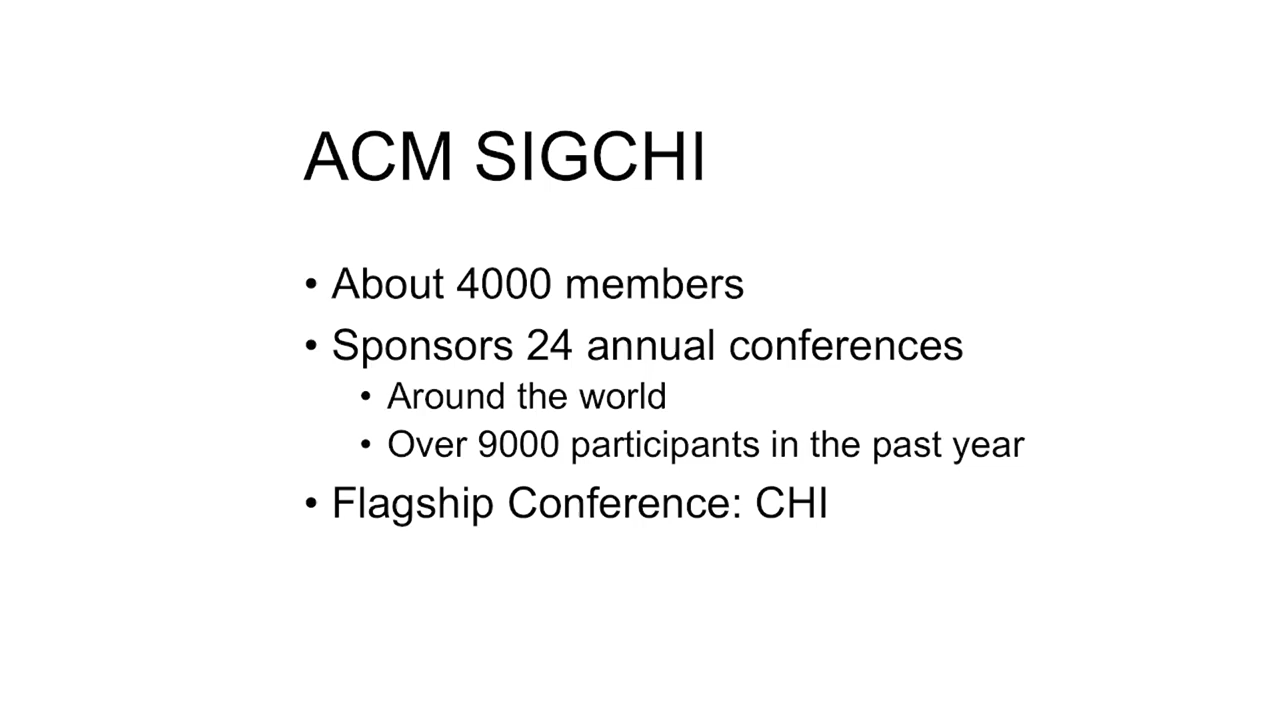 ACM SIGCHI
• About 4000 members
• Sponsors 24 annual conferences
• Around the world
• Over 9000 participants in the past year
• Flagship Conference: CHI